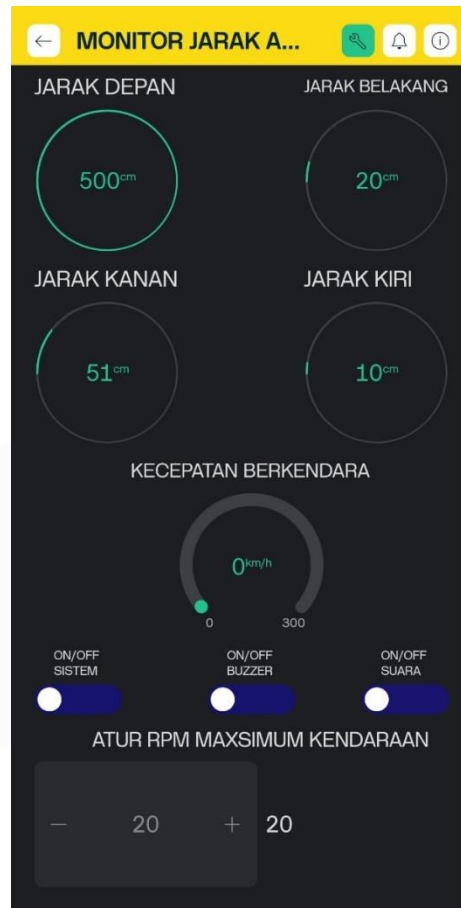 MONITOR JARAK A...
JARAK DEPAN
JARAK BELAKANG
500cm
20cm
JARAK KANAN
JARAK KIRI
51cm
10cm
KECEPATAN BERKENDARA
0km/h
0
300
ON/OFF
SISTEM
ON/OFF
BUZZER
ON/OFF
SUARA
ATUR RPM MAXSIMUM KENDARAAN
— 20 + 20